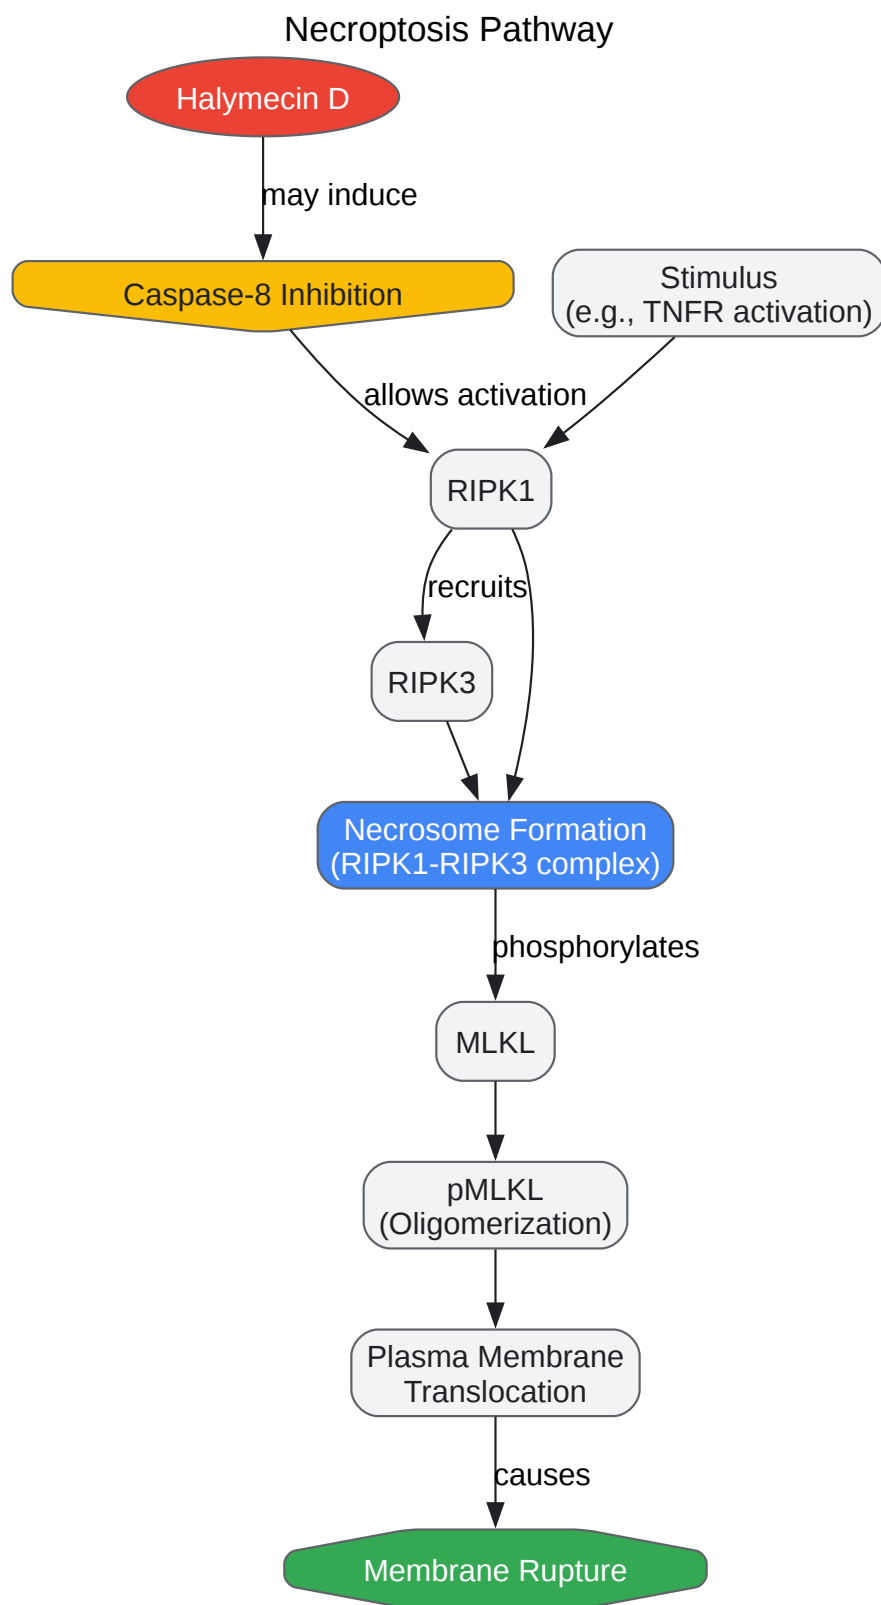 Necroptosis Pathway
Halymecin D
may induce
Caspase-8 Inhibition
Stimulus
(e.g., TNFR activation)
allows activation
RIPK1
recruits
RIPK3
Necrosome Formation
(RIPK1-RIPK3 complex)
phosphorylates
MLKL
pMLKL
(Oligomerization)
Plasma Membrane
Translocation
causes
Membrane Rupture